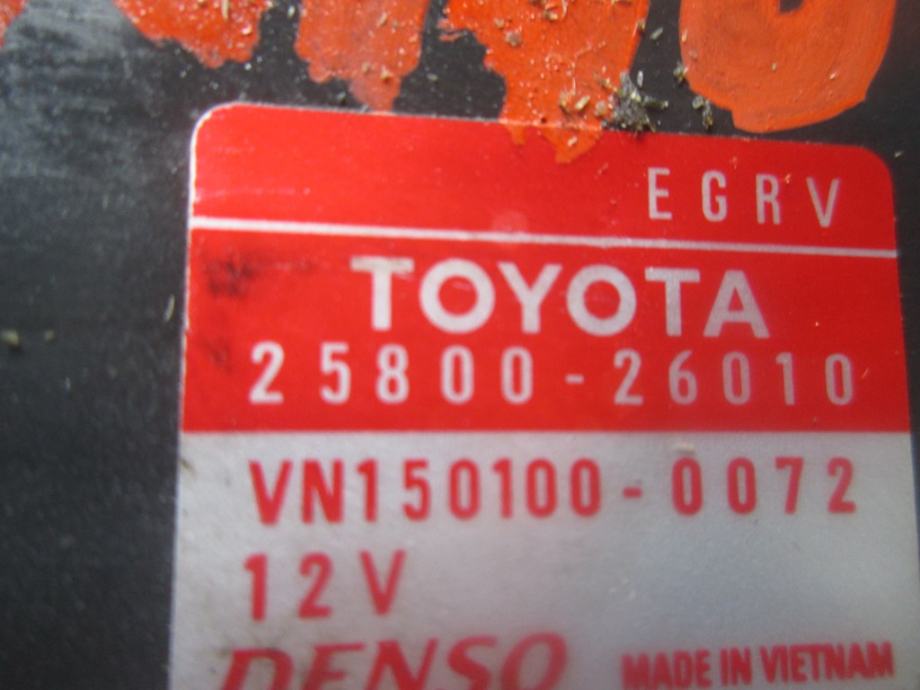 EGRV
TOYOTA
25800-26010
VN150100-0072
12V
DENSO MADE IN VIETNAM